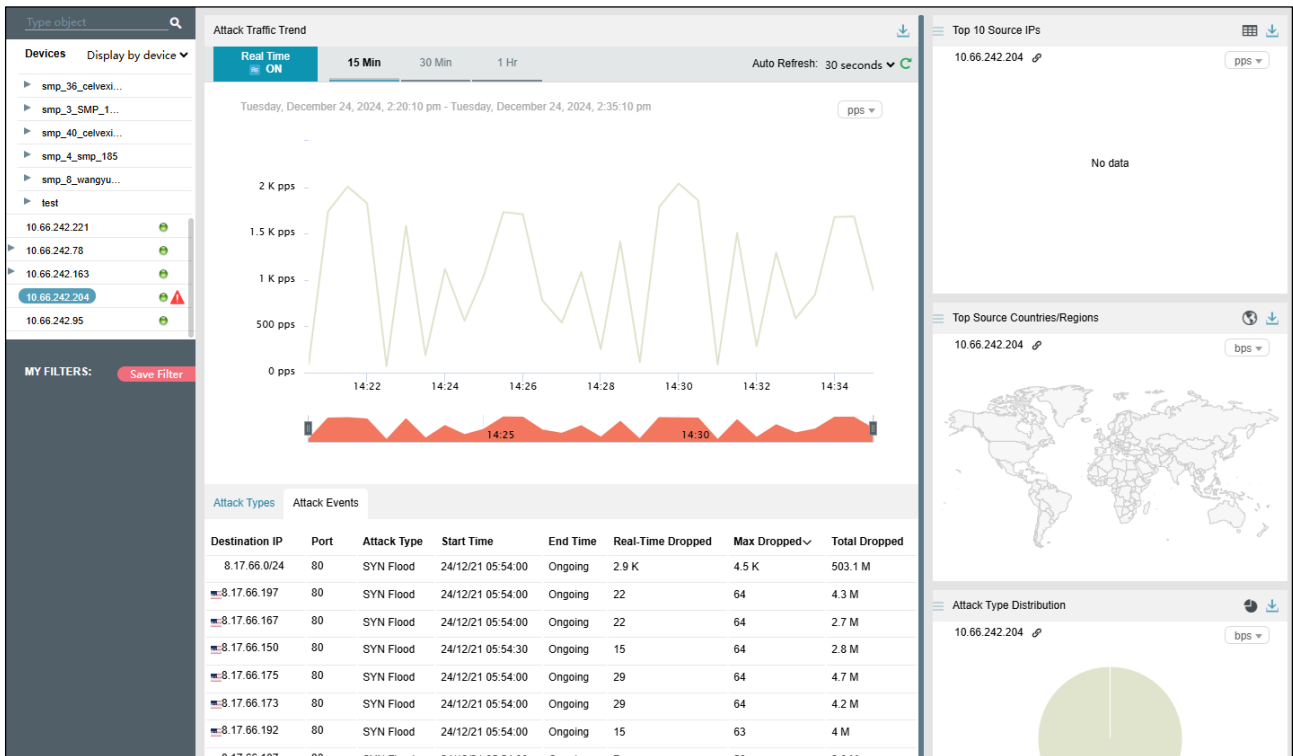 Type object
Devices Display by device
smp_36_celvexi...
smp_3_SMP_1...
smp_40_celvexi...
smp_4_smp_185
smp_8_wangyu...
test
10.66.242.221
10.66.242.78
10.66.242.163
10.66.242.204
10.66.242.95
MY FILTERS: Save Filter
Attack Traffic Trend
Real Time
ON
15 Min 30 Min 1 Hr
Auto Refresh: 30 seconds
Tuesday, December 24, 2024, 2:20:10 pm - Tuesday, December 24, 2024, 2:35:10 pm
pps
2 K pps
1.5 K pps
1 K pps
500 pps
0 pps
14:22 14:24 14:26 14:28 14:30 14:32 14:34
14:25 14:30
Attack Types Attack Events
Destination IP Port Attack Type Start Time End Time Real-Time Dropped Max Dropped Total Dropped
8.17.66.0/24 80 SYN Flood 24/12/21 05:54:00 Ongoing 2.9 K 4.5 K 503.1 M
8.17.66.197 80 SYN Flood 24/12/21 05:54:00 Ongoing 22 64 4.3 M
8.17.66.167 80 SYN Flood 24/12/21 05:54:00 Ongoing 22 64 2.7 M
8.17.66.150 80 SYN Flood 24/12/21 05:54:30 Ongoing 15 64 2.8 M
8.17.66.175 80 SYN Flood 24/12/21 05:54:00 Ongoing 29 64 4.7 M
8.17.66.173 80 SYN Flood 24/12/21 05:54:00 Ongoing 29 64 4.2 M
8.17.66.192 80 SYN Flood 24/12/21 05:54:00 Ongoing 15 63 4 M
Top 10 Source IPs
10.66.242.204
pps
No data
Top Source Countries/Regions
10.66.242.204
bps
Attack Type Distribution
10.66.242.204
bps